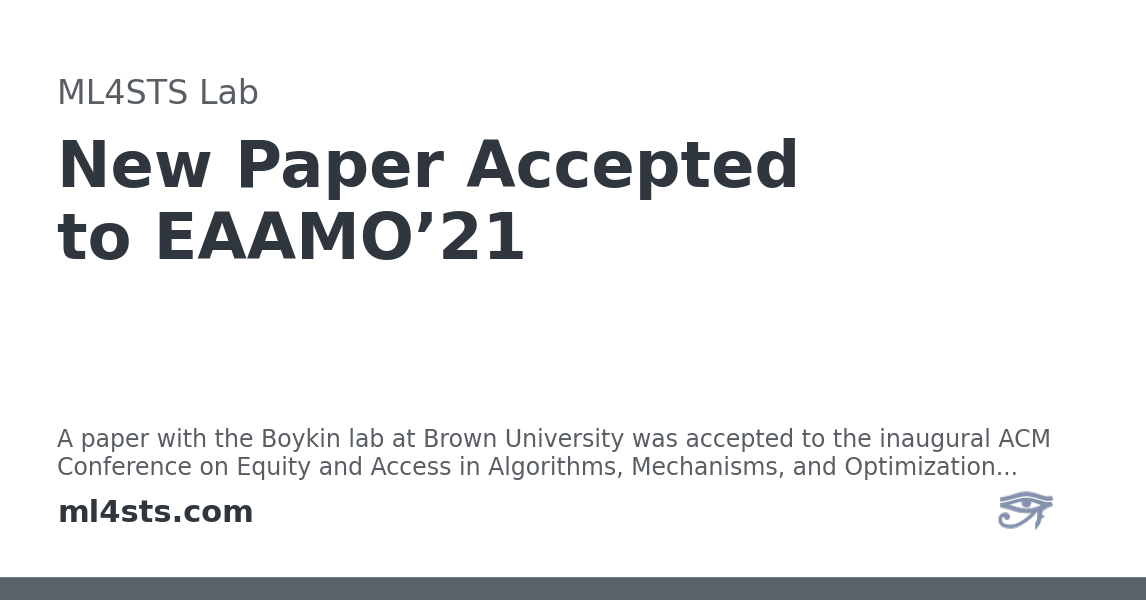 ML4STS Lab
New Paper Accepted
to EAAMO’21
A paper with the Boykin lab at Brown University was accepted to the inaugural ACM
Conference on Equity and Access in Algorithms, Mechanisms, and Optimization...
ml4sts.com